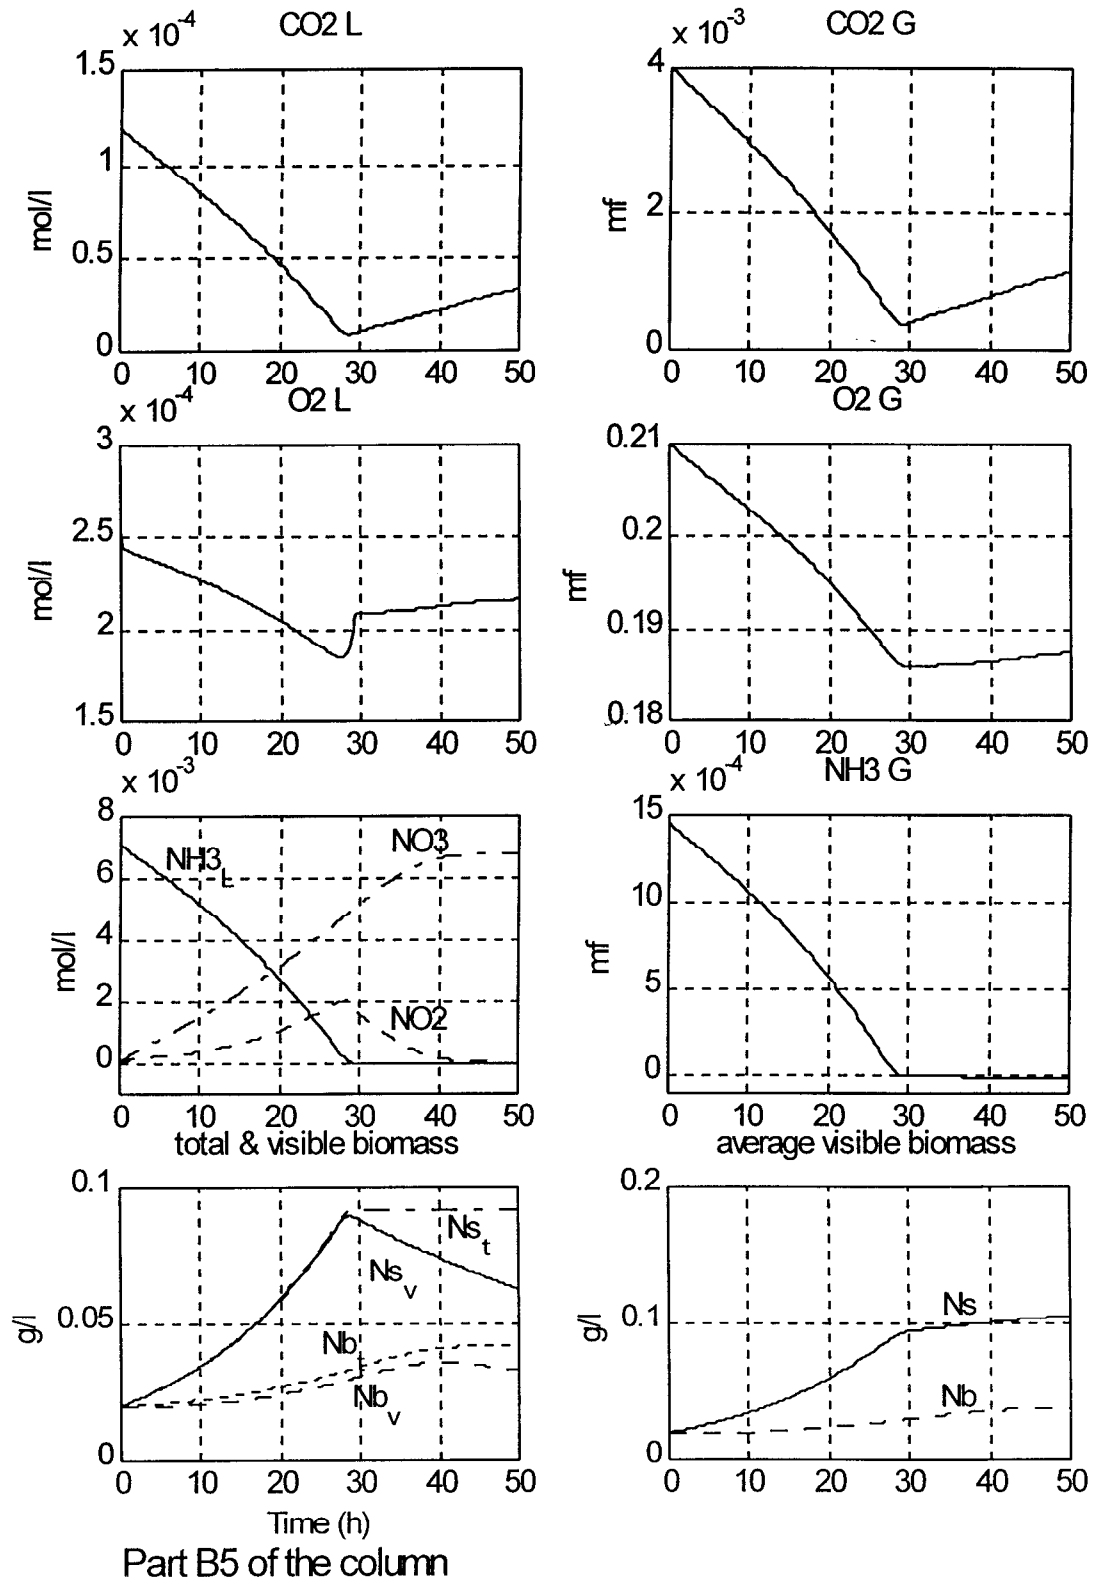 x 10-4 CO2 L
1.5
1
0.5
0
mol/l
0 10 20 30 40 50
x 10-3 CO2 G
4
2
0
mf
0 10 20 30 40 50
x 10-4 O2 L
3
2.5
2
1.5
mol/l
0 10 20 30 40 50
O2 G
0.21
0.2
0.19
0.18
mf
0 10 20 30 40 50
x 10-3
8
6
4
2
0
mol/l
NH3L
NO3
NO2
0 10 20 30 40 50
x 10-4 NH3 G
15
10
5
0
mf
0 10 20 30 40 50
total & visible biomass
0.1
0.05
0
g/l
Nst
Nsv
Nbt
Nbv
0 10 20 30 40 50
Time (h)
average visible biomass
0.2
0.1
0
g/l
Ns
Nb
0 10 20 30 40 50
Part B5 of the column